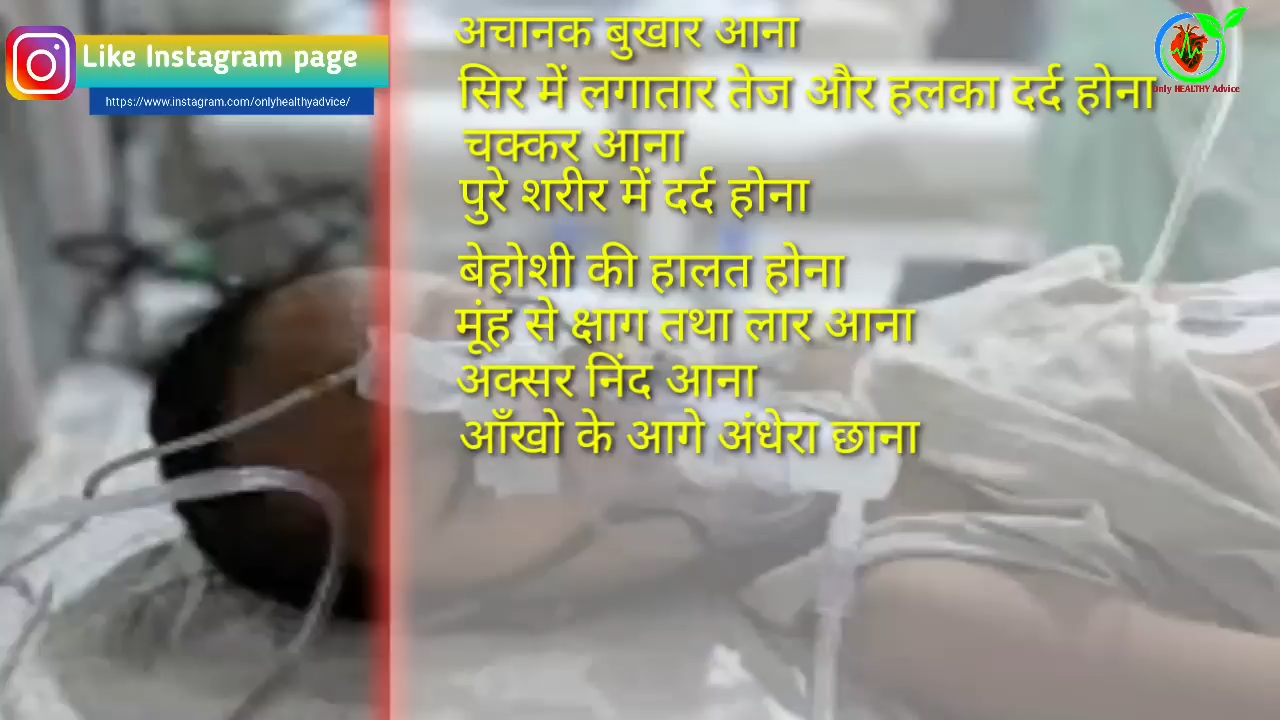 Like Instagram page
https://www.instagram.com/onlyhealthyadvice/
अचानक बुखार आना
सिर में लगातार तेज और हलका दर्द होना
चक्कर आना
पुरे शरीर में दर्द होना
बेहोशी की हालत होना
मूंह से क्षाग तथा लार आना
अक्सर निंद आना
आँखो के आगे अंधेरा छाना
Only HEALTHY Advice